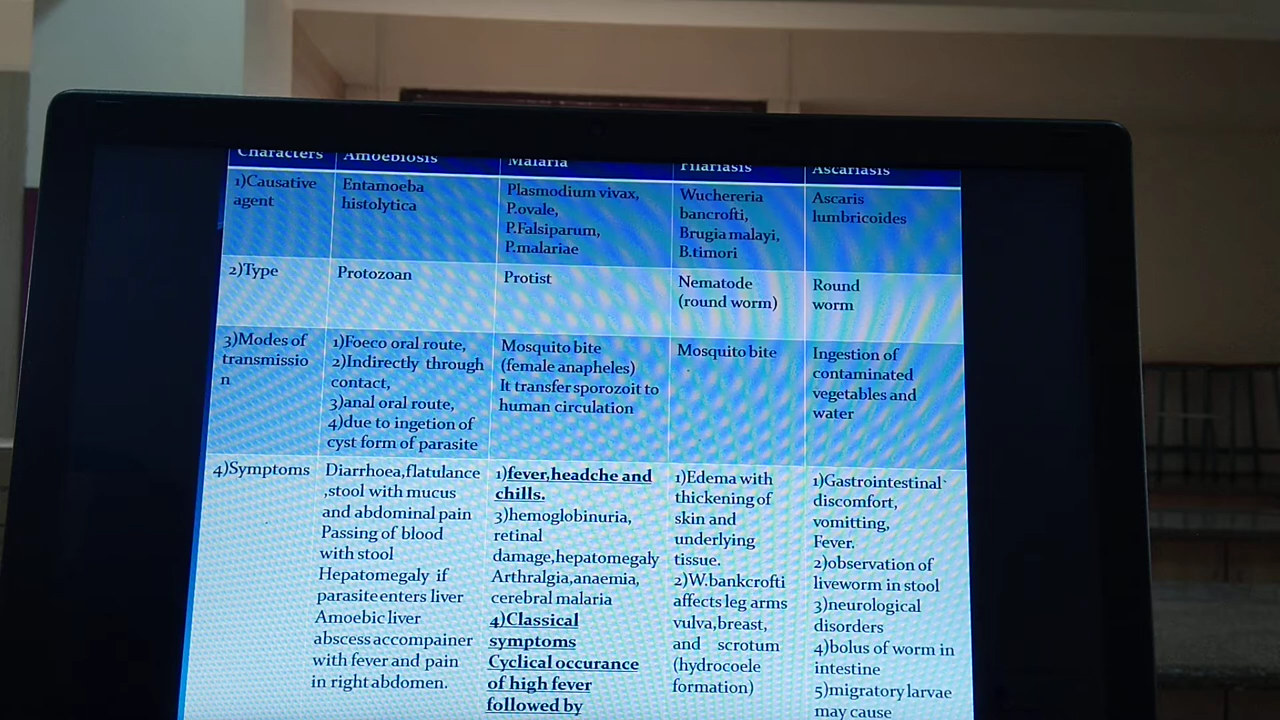 Characters
Amoebiosis
Malaria
Filariasis
Ascariasis
1)Causative
agent
Entamoeba
histolytica
Plasmodium vivax,
P.ovale,
P.Falsiparum,
P.malariae
Wuchereria
bancrofti,
Brugia malayi,
B.timori
Ascaris
lumbricoides
2)Type
Protozoan
Protist
Nematode
(round worm)
Round
worm
3)Modes of
transmissio
n
1)Foeco oral route,
2)Indirectly through
contact,
3)anal oral route,
4)due to ingetion of
cyst form of parasite
Mosquito bite
(female anapheles)
It transfer sporozoit to
human circulation
Mosquito bite
Ingestion of
contaminated
vegetables and
water
4)Symptoms
Diarrhoea,flatulance
,stool with mucus
and abdominal pain
Passing of blood
with stool
Hepatomegaly if
parasite enters liver
Amoebic liver
abscess accompainer
with fever and pain
in right abdomen.
1)fever,headche and
chills.
3)hemoglobinuria,
retinal
damage,hepatomegaly
Arthralgia,anaemia,
cerebral malaria
4)Classical
symptoms
Cyclical occurance
of high fever
followed by
1)Edema with
thickening of
skin and
underlying
tissue.
2)W.bankcrofti
affects leg arms
vulva,breast,
and scrotum
(hydrocoele
formation)
1)Gastrointestinal
discomfort,
vomitting,
Fever.
2)observation of
liveworm in stool
3)neurological
disorders
4)bolus of worm in
intestine
5)migratory larvae
may cause